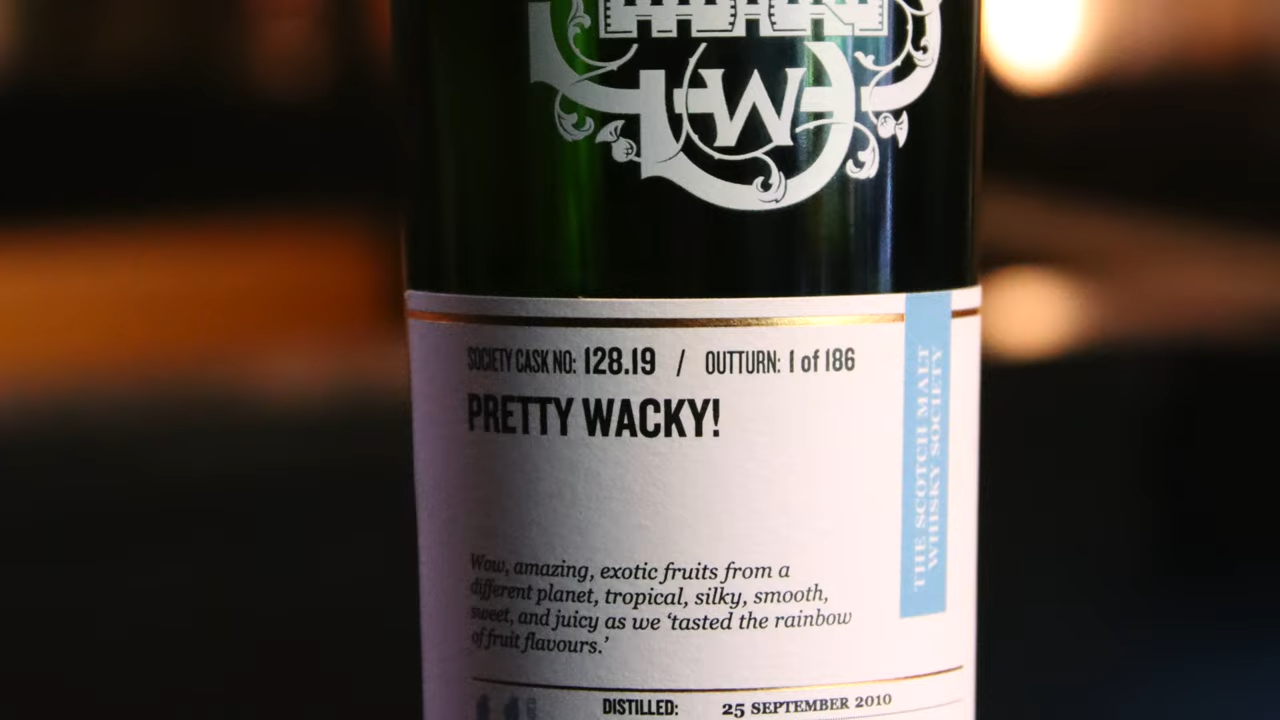 SOCIETY CASK NO: 128.19 / OUTTURN: 1 of 186
PRETTY WACKY!
THE SCOTCH MALT
WHISKY SOCIETY
Wow, amazing, exotic fruits from a
different planet, tropical, silky, smooth,
sweet, and juicy as we ‘tasted the rainbow
of fruit flavours.’
DISTILLED: 25 SEPTEMBER 2010